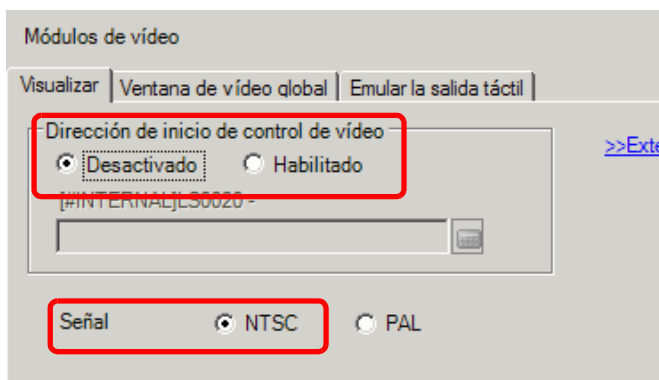 Módulos de vídeo
Visualizar Ventana de vídeo global Emular la salida táctil
Dirección de inicio de control de vídeo >>Exte
Desactivado Habilitado
[#INTERNAL]LS0020 -
Señal NTSC PAL